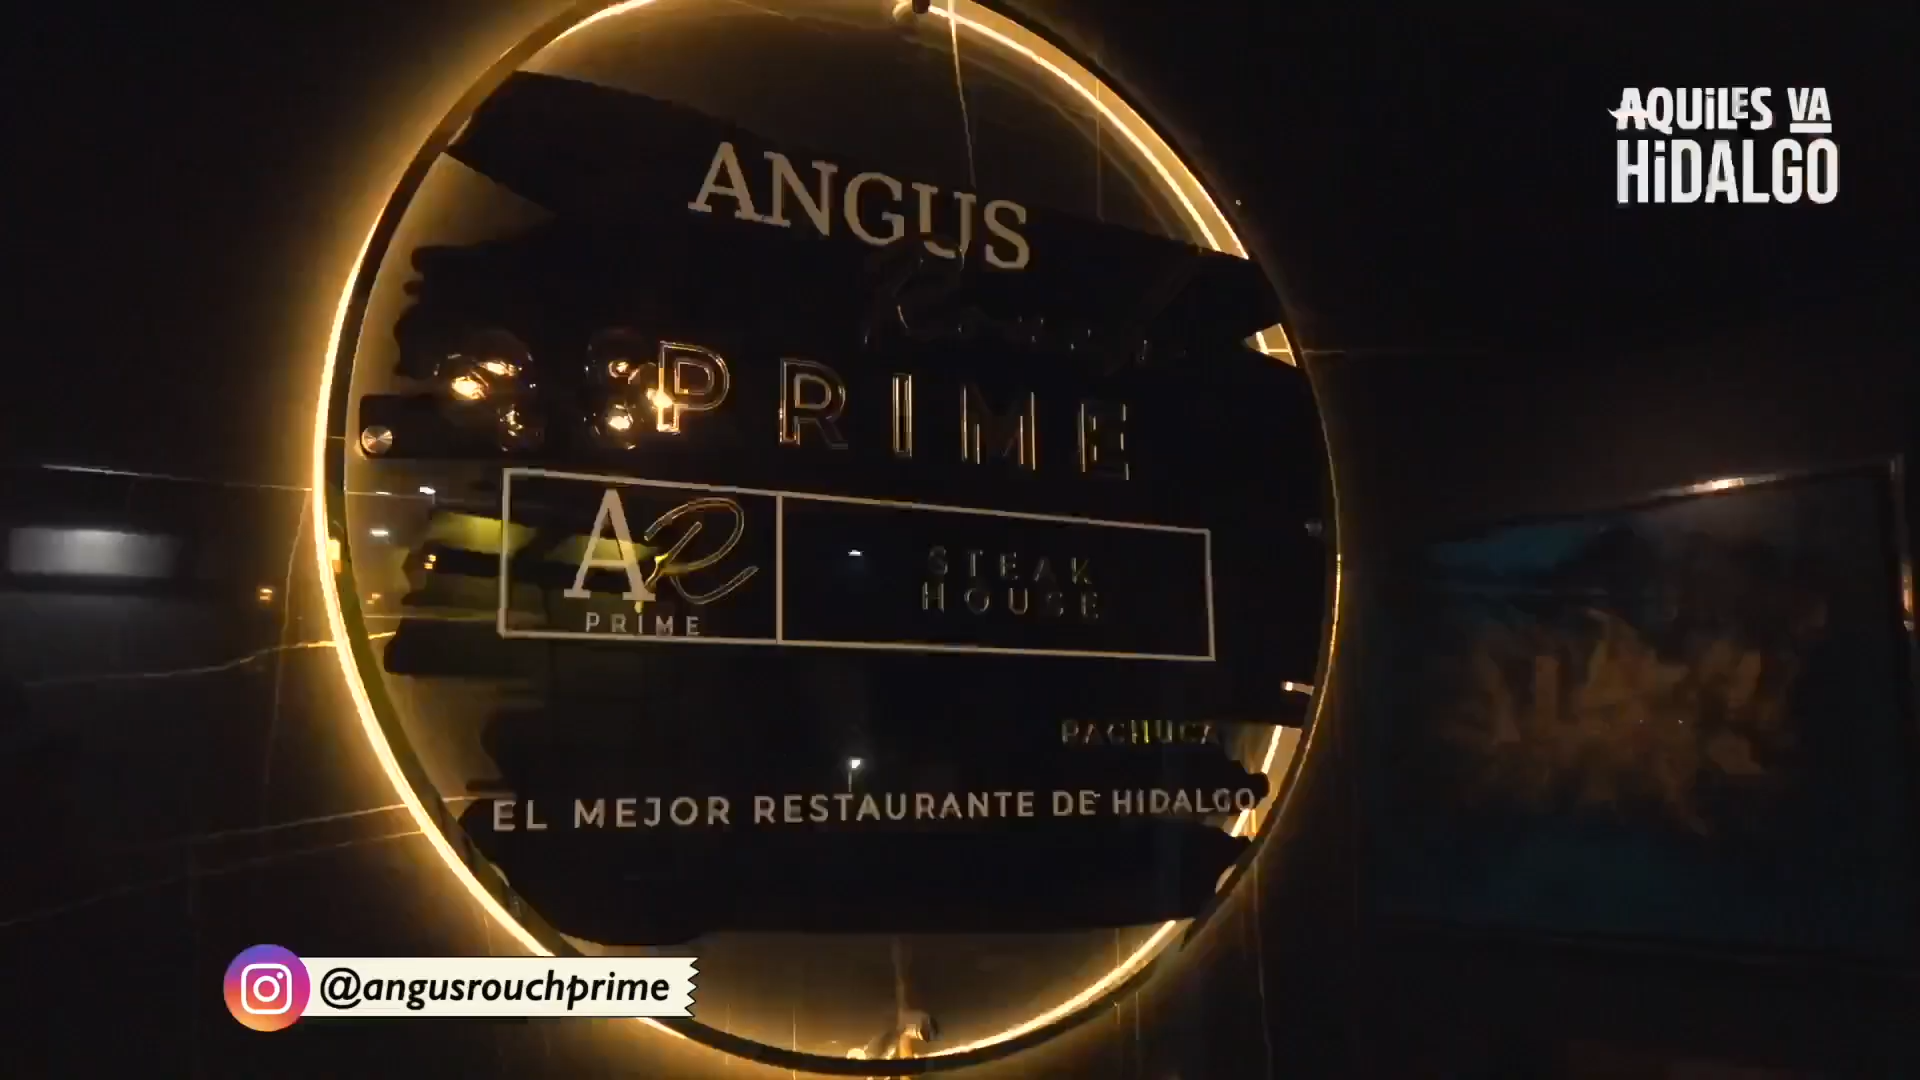 AQUILES VA
HiDALGO
ANGUS
PRIME
AR
PRIME
STEAK
HOUSE
PACHUCA
EL MEJOR RESTAURANTE DE HIDALGO
@angusrouchprime